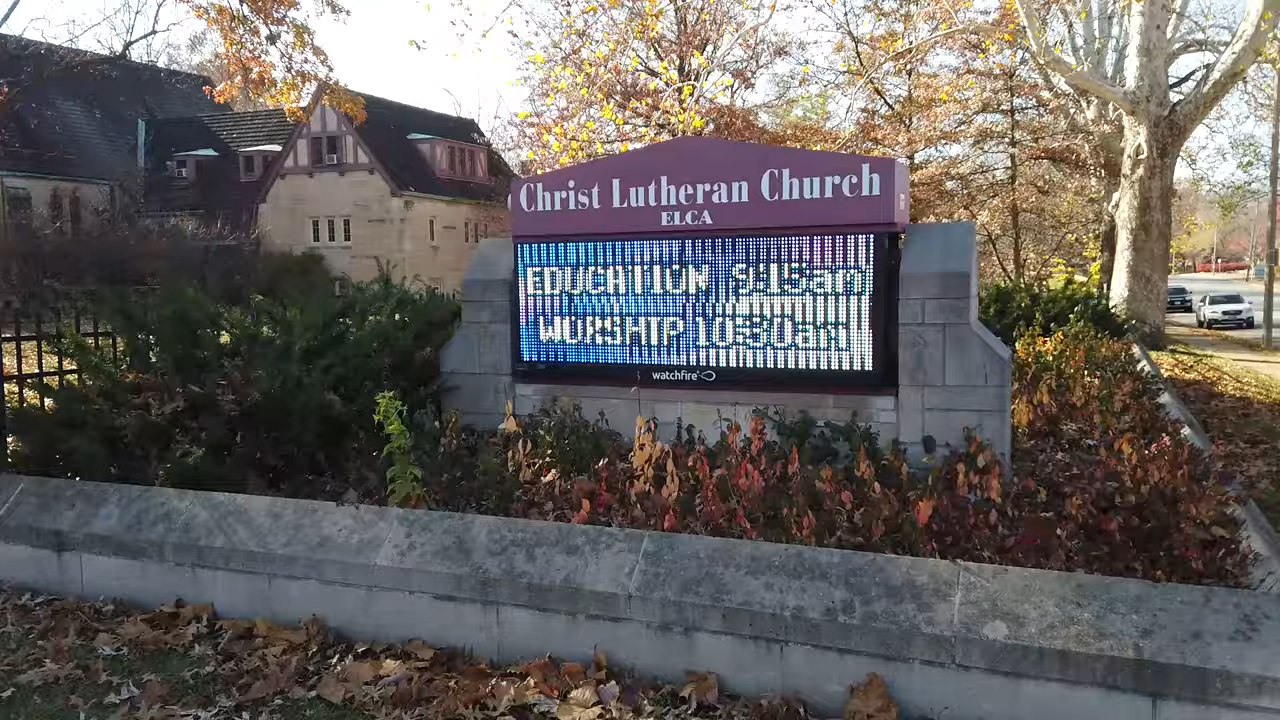 Christ Lutheran Church
ELCA
EDUCATION 9:15am
WORSHIP 10:30am
watchfire